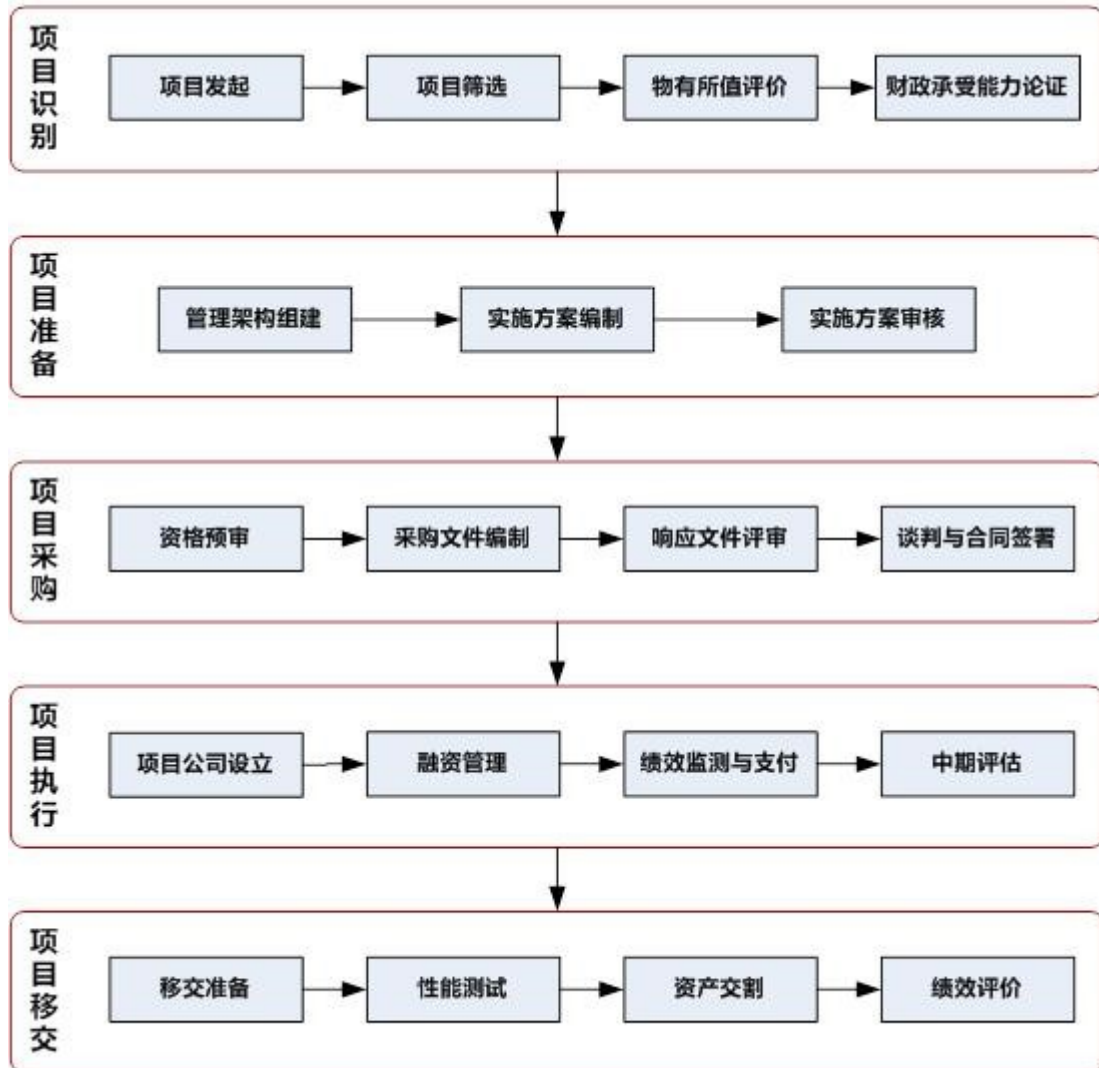 项目识别
项目发起
项目筛选
物有所值评价
财政承受能力论证
项目准备
管理架构组建
实施方案编制
实施方案审核
项目采购
资格预审
采购文件编制
响应文件评审
谈判与合同签署
项目执行
项目公司设立
融资管理
绩效监测与支付
中期评估
项目移交
移交准备
性能测试
资产交割
绩效评价